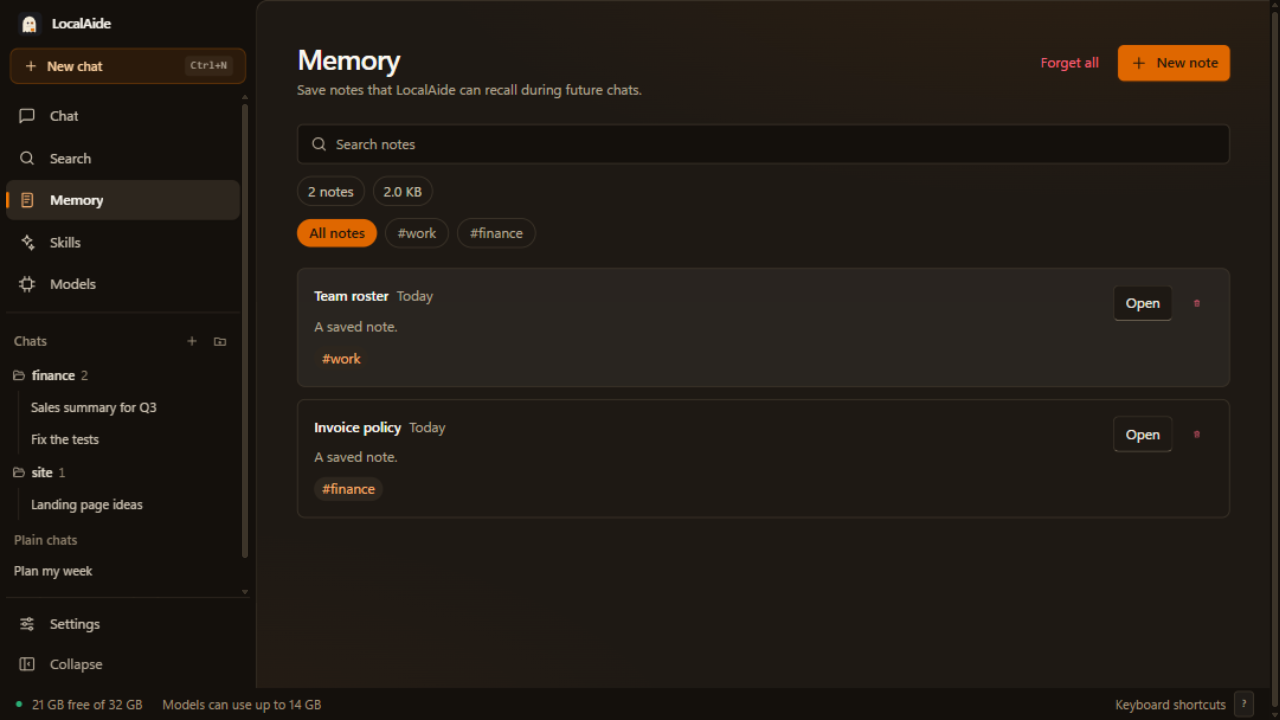 LocalAide
New chat Ctrl+N
Chat
Search
Memory
Skills
Models
Chats
finance 2
Sales summary for Q3
Fix the tests
site 1
Landing page ideas
Plain chats
Plan my week
Settings
Collapse
Memory
Save notes that LocalAide can recall during future chats.
Forget all
New note
Search notes
2 notes 2.0 KB
All notes #work #finance
Team roster Today
A saved note.
#work
Open
Invoice policy Today
A saved note.
#finance
Open
21 GB free of 32 GB Models can use up to 14 GB
Keyboard shortcuts ?